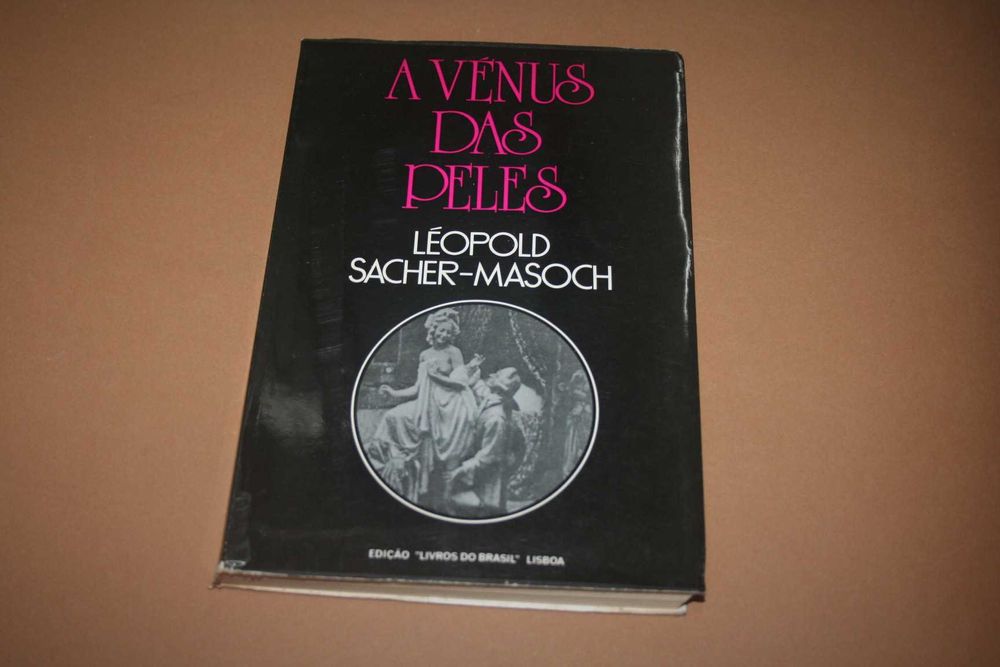 A VÉNUS
DAS
PELES
LÉOPOLD
SACHER-MASOCH
EDIÇÃO "LIVROS DO BRASIL" LISBOA